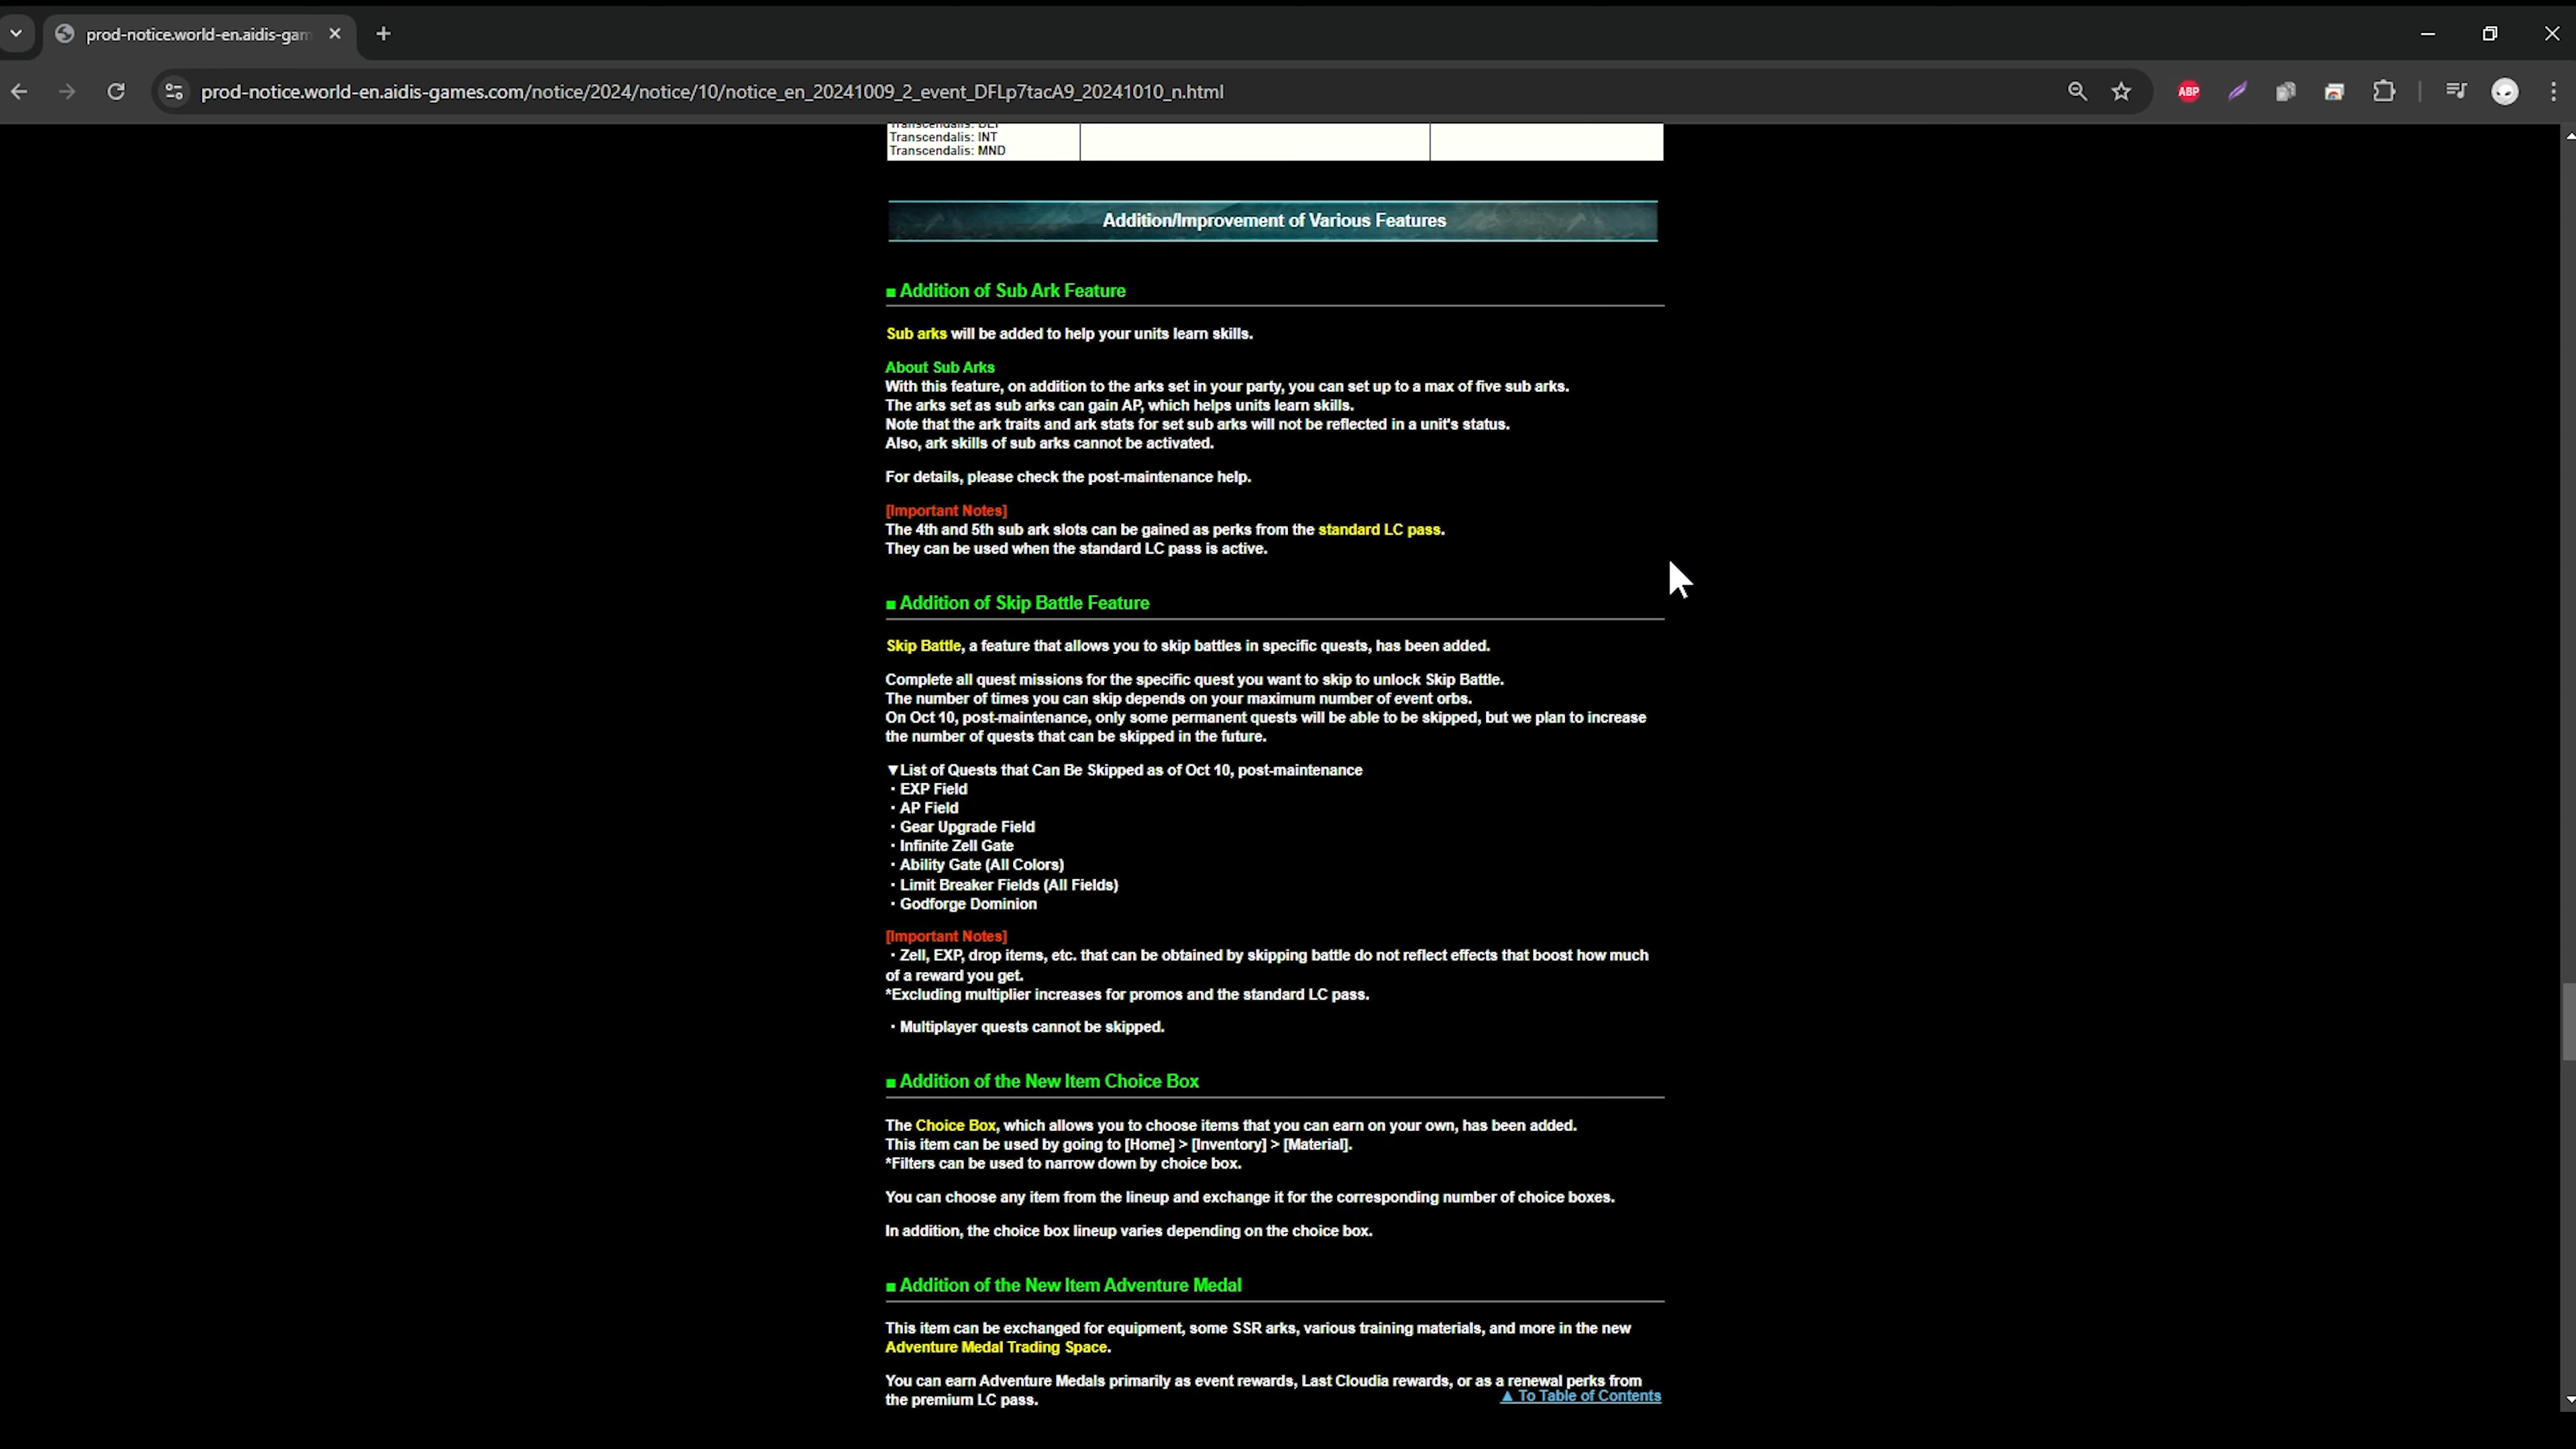 prod-notice.world-en.aidis-gam
prod-notice.world-en.aidis-games.com/notice/2024/notice/10/notice_en_20241009_2_event_DFLp7tacA9_20241010_n.html
ABP
Transcendalis: DEF
Transcendalis: INT
Transcendalis: MND
Addition/Improvement of Various Features
■ Addition of Sub Ark Feature
Sub arks will be added to help your units learn skills.
About Sub Arks
With this feature, on addition to the arks set in your party, you can set up to a max of five sub arks.
The arks set as sub arks can gain AP, which helps units learn skills.
Note that the ark traits and ark stats for set sub arks will not be reflected in a unit's status.
Also, ark skills of sub arks cannot be activated.
For details, please check the post-maintenance help.
[Important Notes]
The 4th and 5th sub ark slots can be gained as perks from the standard LC pass.
They can be used when the standard LC pass is active.
■ Addition of Skip Battle Feature
Skip Battle, a feature that allows you to skip battles in specific quests, has been added.
Complete all quest missions for the specific quest you want to skip to unlock Skip Battle.
The number of times you can skip depends on your maximum number of event orbs.
On Oct 10, post-maintenance, only some permanent quests will be able to be skipped, but we plan to increase
the number of quests that can be skipped in the future.
▼List of Quests that Can Be Skipped as of Oct 10, post-maintenance
・EXP Field
・AP Field
・Gear Upgrade Field
・Infinite Zell Gate
・Ability Gate (All Colors)
・Limit Breaker Fields (All Fields)
・Godforge Dominion
[Important Notes]
・Zell, EXP, drop items, etc. that can be obtained by skipping battle do not reflect effects that boost how much
of a reward you get.
*Excluding multiplier increases for promos and the standard LC pass.
・Multiplayer quests cannot be skipped.
■ Addition of the New Item Choice Box
The Choice Box, which allows you to choose items that you can earn on your own, has been added.
This item can be used by going to [Home] > [Inventory] > [Material].
*Filters can be used to narrow down by choice box.
You can choose any item from the lineup and exchange it for the corresponding number of choice boxes.
In addition, the choice box lineup varies depending on the choice box.
■ Addition of the New Item Adventure Medal
This item can be exchanged for equipment, some SSR arks, various training materials, and more in the new
Adventure Medal Trading Space.
You can earn Adventure Medals primarily as event rewards, Last Cloudia rewards, or as a renewal perks from
the premium LC pass.
▲ To Table of Contents